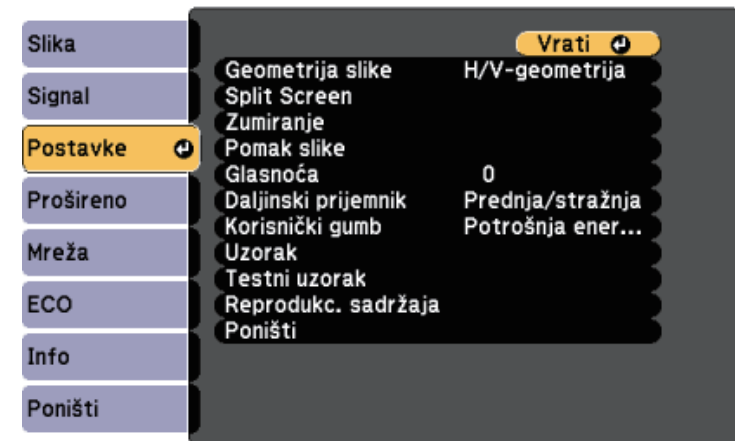 Slika
Signal
Postavke
Prošireno
Mreža
ECO
Info
Poništi
Vrati
Geometrija slike H/V-geometrija
Split Screen
Zumiranje
Pomak slike
Glasnoća 0
Daljinski prijemnik Prednja/stražnja
Korisnički gumb Potrošnja ener...
Uzorak
Testni uzorak
Reprodukc. sadržaja
Poništi